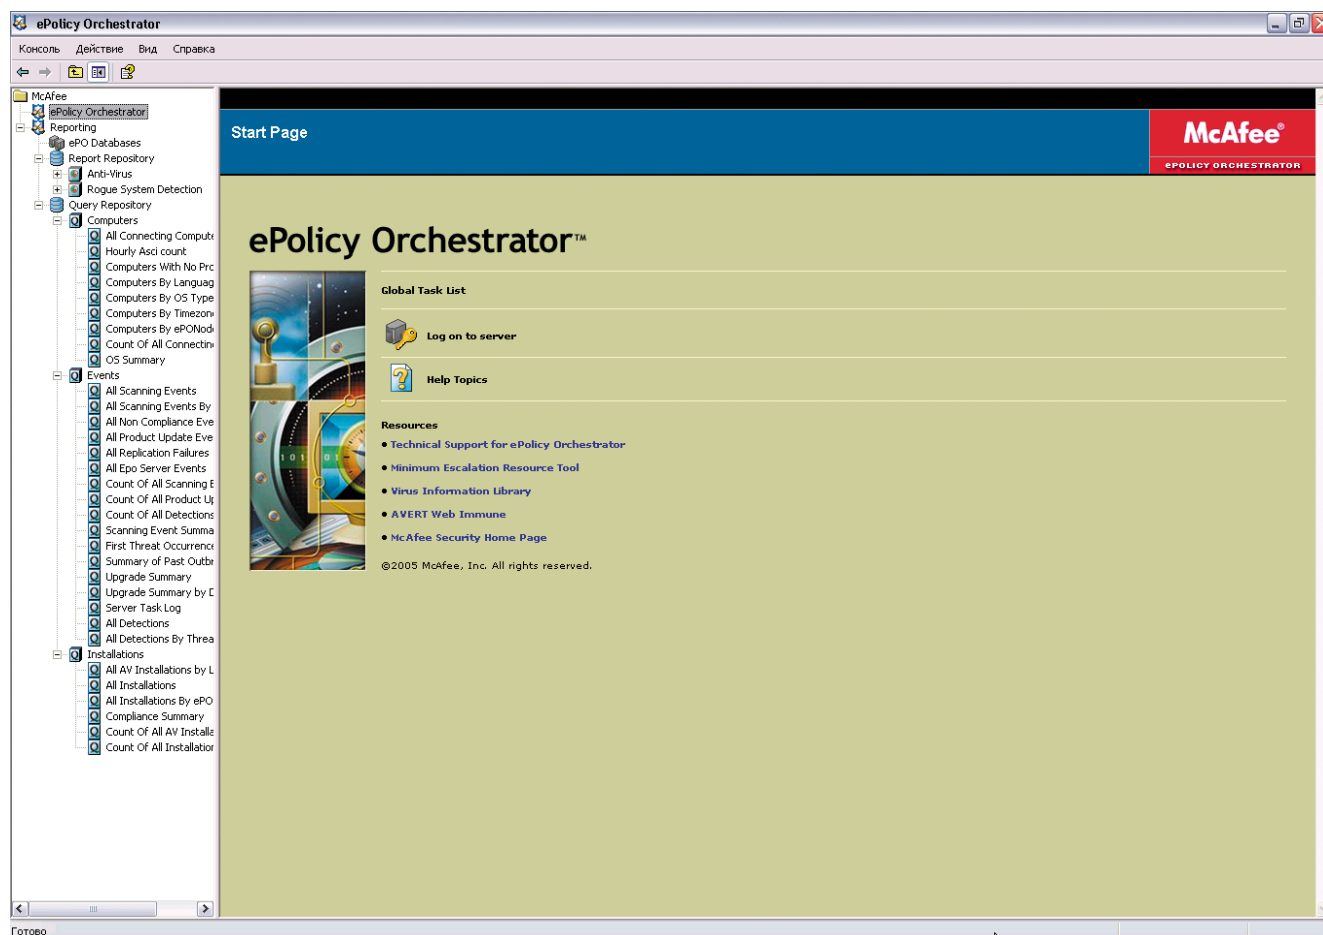 ePolicy Orchestrator
Консоль Действие Вид Справка
McAfee
ePolicy Orchestrator
Reporting
ePO Databases
Report Repository
Anti-Virus
Rogue System Detection
Query Repository
Computers
All Connecting Compute
Hourly Asci count
Computers With No Prc
Computers By Languag
Computers By OS Type
Computers By Timezon
Computers By ePONod
Count Of All Connectin
OS Summary
Events
All Scanning Events
All Scanning Events By
All Non Compliance Eve
All Product Update Eve
All Replication Failures
All Epo Server Events
Count Of All Scanning E
Count Of All Product Up
Count Of All Detections
Scanning Event Summa
First Threat Occurrence
Summary of Past Outbr
Upgrade Summary
Upgrade Summary by D
Server Task Log
All Detections
All Detections By Threa
Installations
All AV Installations by L
All Installations
All Installations By ePO
Compliance Summary
Count Of All AV Installa
Count Of All Installation
Start Page
McAfee®
EPOLICY ORCHESTRATOR
ePolicy Orchestrator™
Global Task List
Log on to server
Help Topics
Resources
• Technical Support for ePolicy Orchestrator
• Minimum Escalation Resource Tool
• Virus Information Library
• AVERT Web Immune
• McAfee Security Home Page
©2005 McAfee, Inc. All rights reserved.
1 0 1 01
Готово